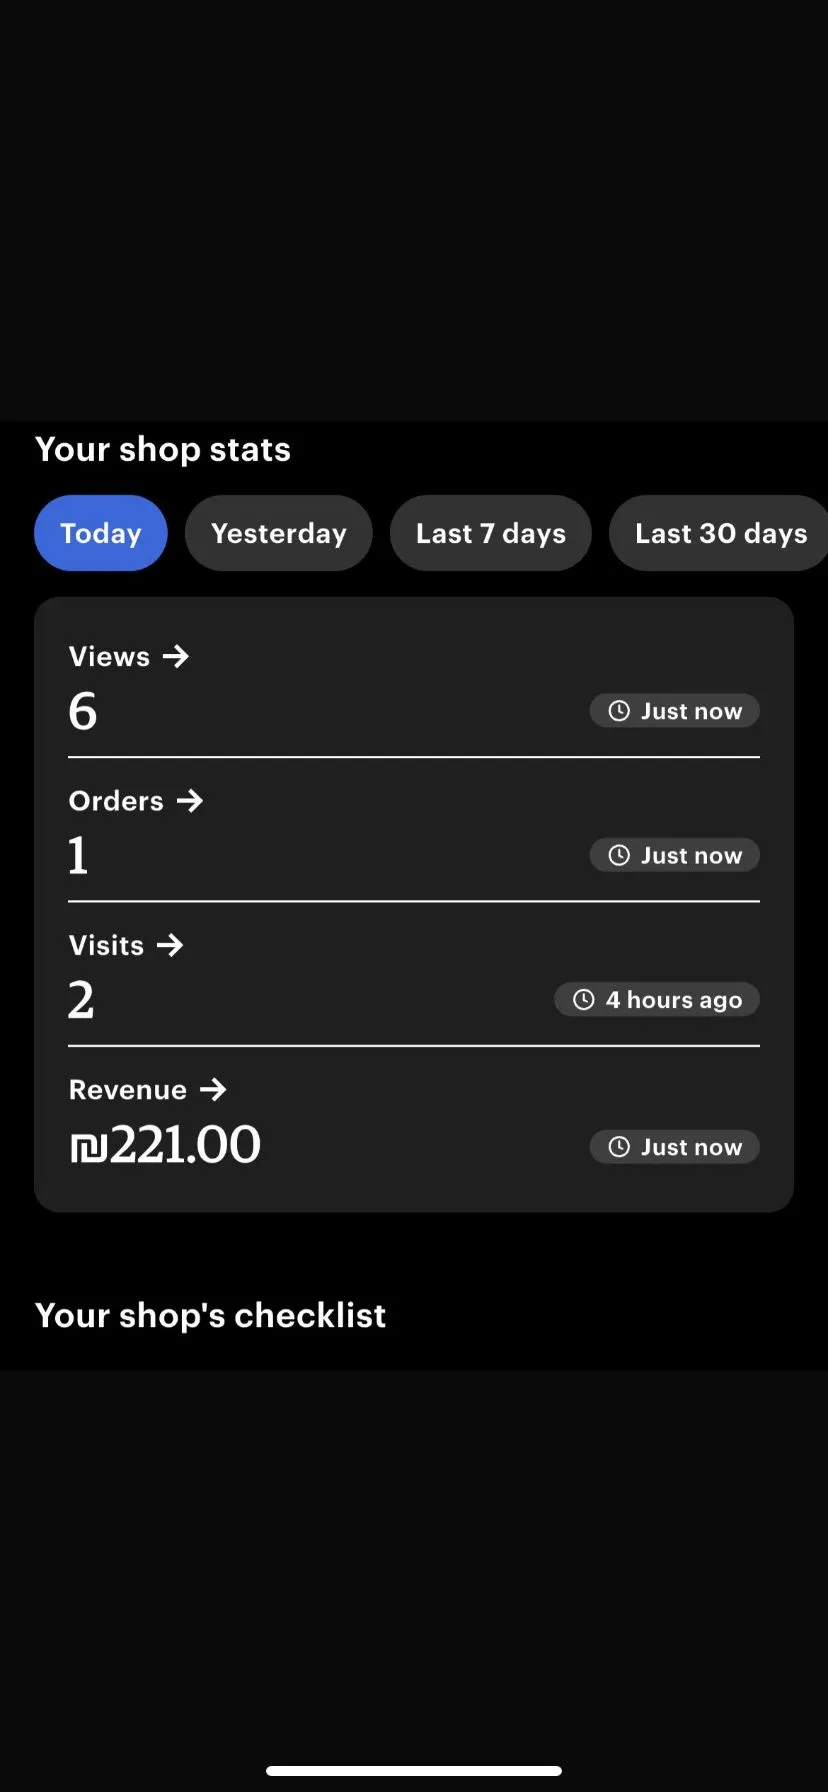 Your shop stats
Today Yesterday Last 7 days Last 30 days
Views →
6 Just now
Orders →
1 Just now
Visits →
2 4 hours ago
Revenue →
₪221.00 Just now
Your shop's checklist